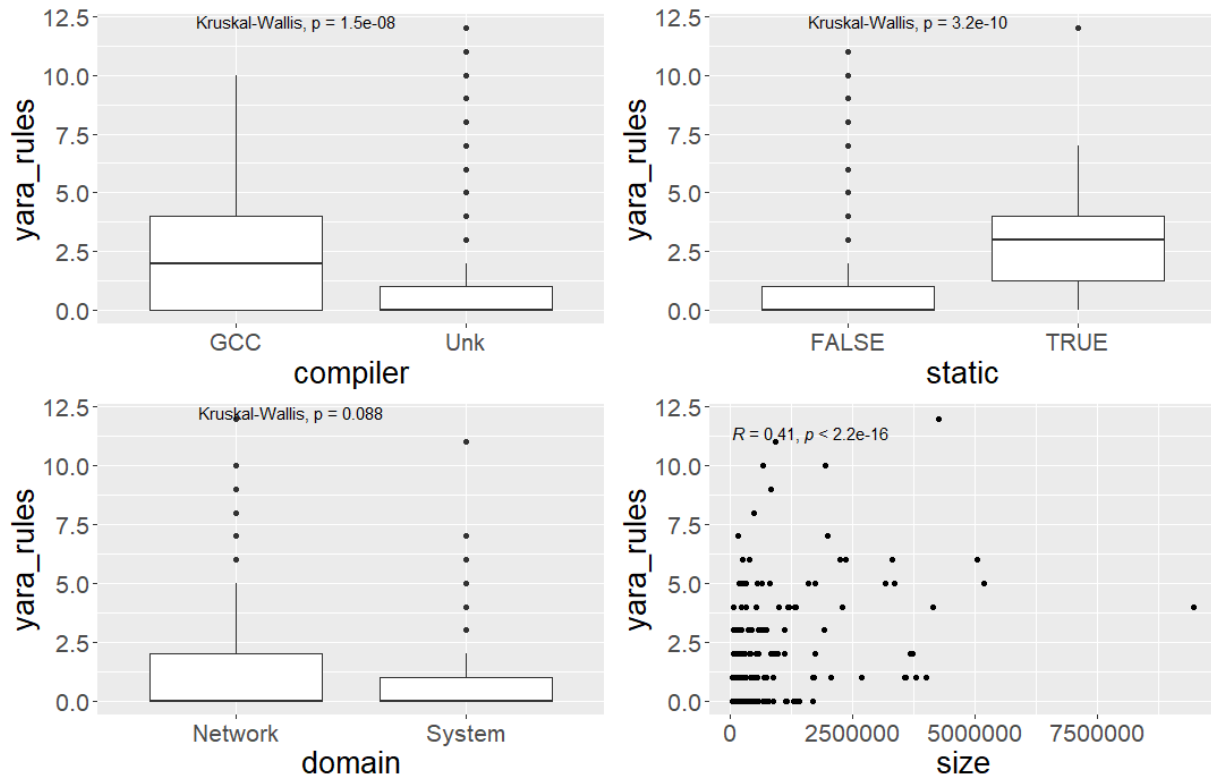 Kruskal-Wallis, p = 1.5e-08
12.5
10.0
7.5
5.0
2.5
0.0
yara_rules
GCC Unk
compiler
Kruskal-Wallis, p = 3.2e-10
12.5
10.0
7.5
5.0
2.5
0.0
yara_rules
FALSE TRUE
static
Kruskal-Wallis, p = 0.088
12.5
10.0
7.5
5.0
2.5
0.0
yara_rules
Network System
domain
R = 0.41, p < 2.2e-16
12.5
10.0
7.5
5.0
2.5
0.0
yara_rules
0 2500000 5000000 7500000
size